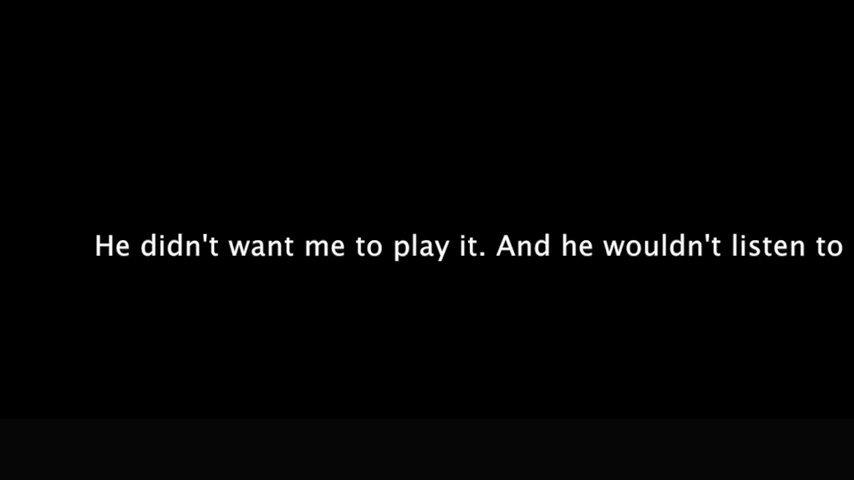 He didn't want me to play it. And he wouldn't listen to